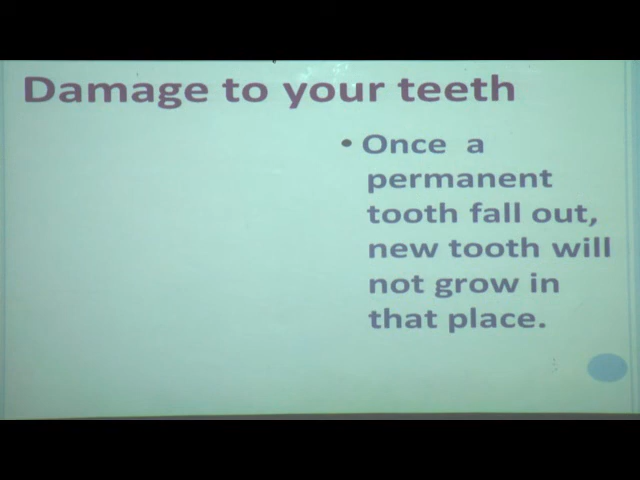 Damage to your teeth
• Once a
permanent
tooth fall out,
new tooth will
not grow in
that place.